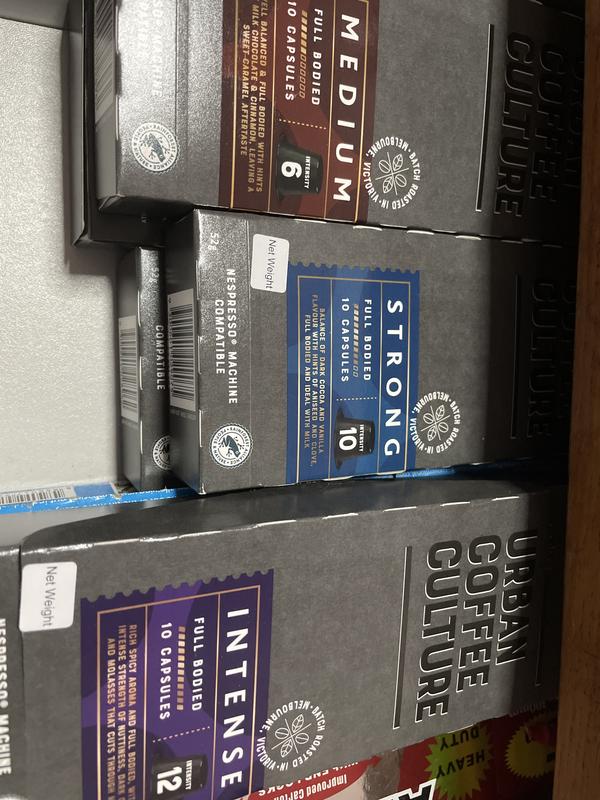 URBAN
COFFEE
CULTURE
BATCH ROASTED IN MELBOURNE, VICTORIA
MEDIUM
FULL BODIED
10 CAPSULES
INTENSITY
6
WELL BALANCED & FULL BODIED WITH HINTS
MILK CHOCOLATE & CINNAMON, LEAVING A
SWEET CARAMEL AFTERTASTE
COFFEE
CULTURE
BATCH ROASTED IN MELBOURNE, VICTORIA
STRONG
FULL BODIED
10 CAPSULES
INTENSITY
10
BALANCE OF DARK COCOA AND VANILLA
FLAVOUR WITH HINTS OF ANISEED AND CLOVE,
FULL BODIED AND IDEAL WITH MILK
Net Weight
52g
NESPRESSO® MACHINE
COMPATIBLE
52g
COMPATIBLE
URBAN
COFFEE
CULTURE
BATCH ROASTED IN MELBOURNE, VICTORIA
INTENSE
FULL BODIED
10 CAPSULES
12
RICH SPICY AROMA AND FULL BODIED, WITH
INTENSE STRENGTH OF NUTTINESS, DARK
AND MOLASSES THAT CUTS THROUGH
Net Weight
NESPRESSO® MACHINE
HEAVY
DUTY
Improved Carton